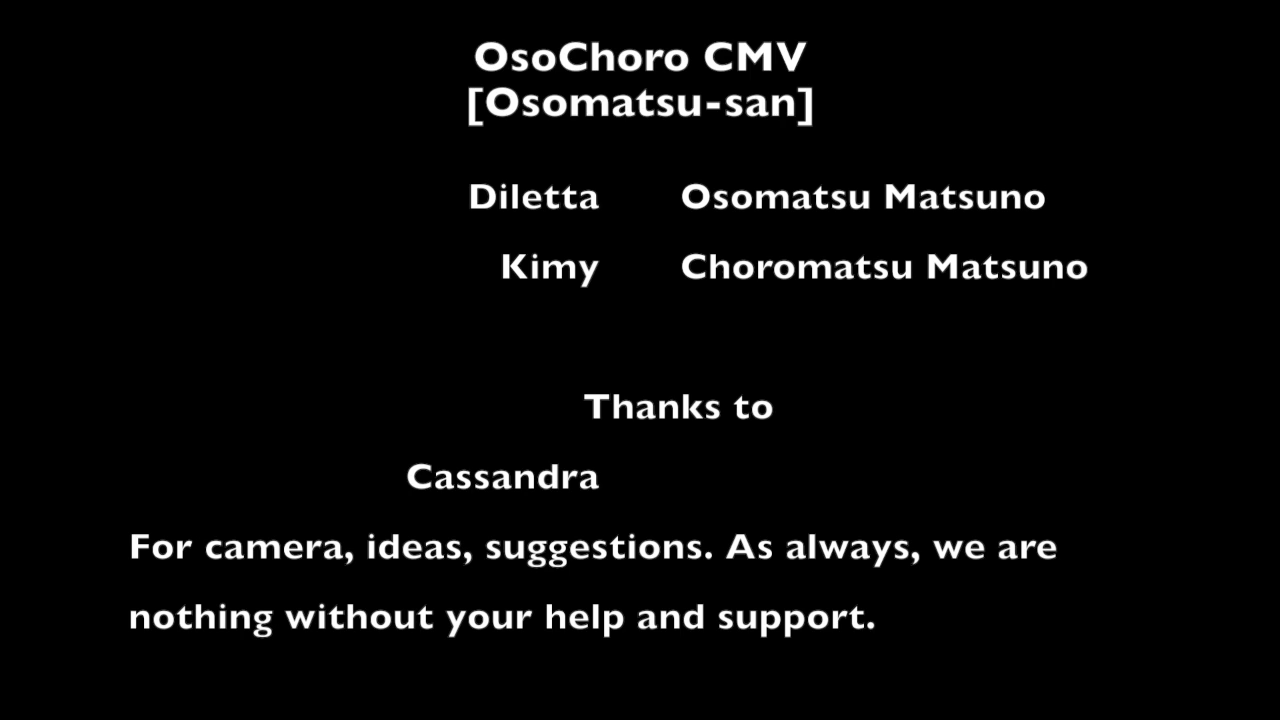 OsoChoro CMV
[Osomatsu-san]
Diletta Osomatsu Matsuno
Kimy Choromatsu Matsuno
Thanks to
Cassandra
For camera, ideas, suggestions. As always, we are
nothing without your help and support.